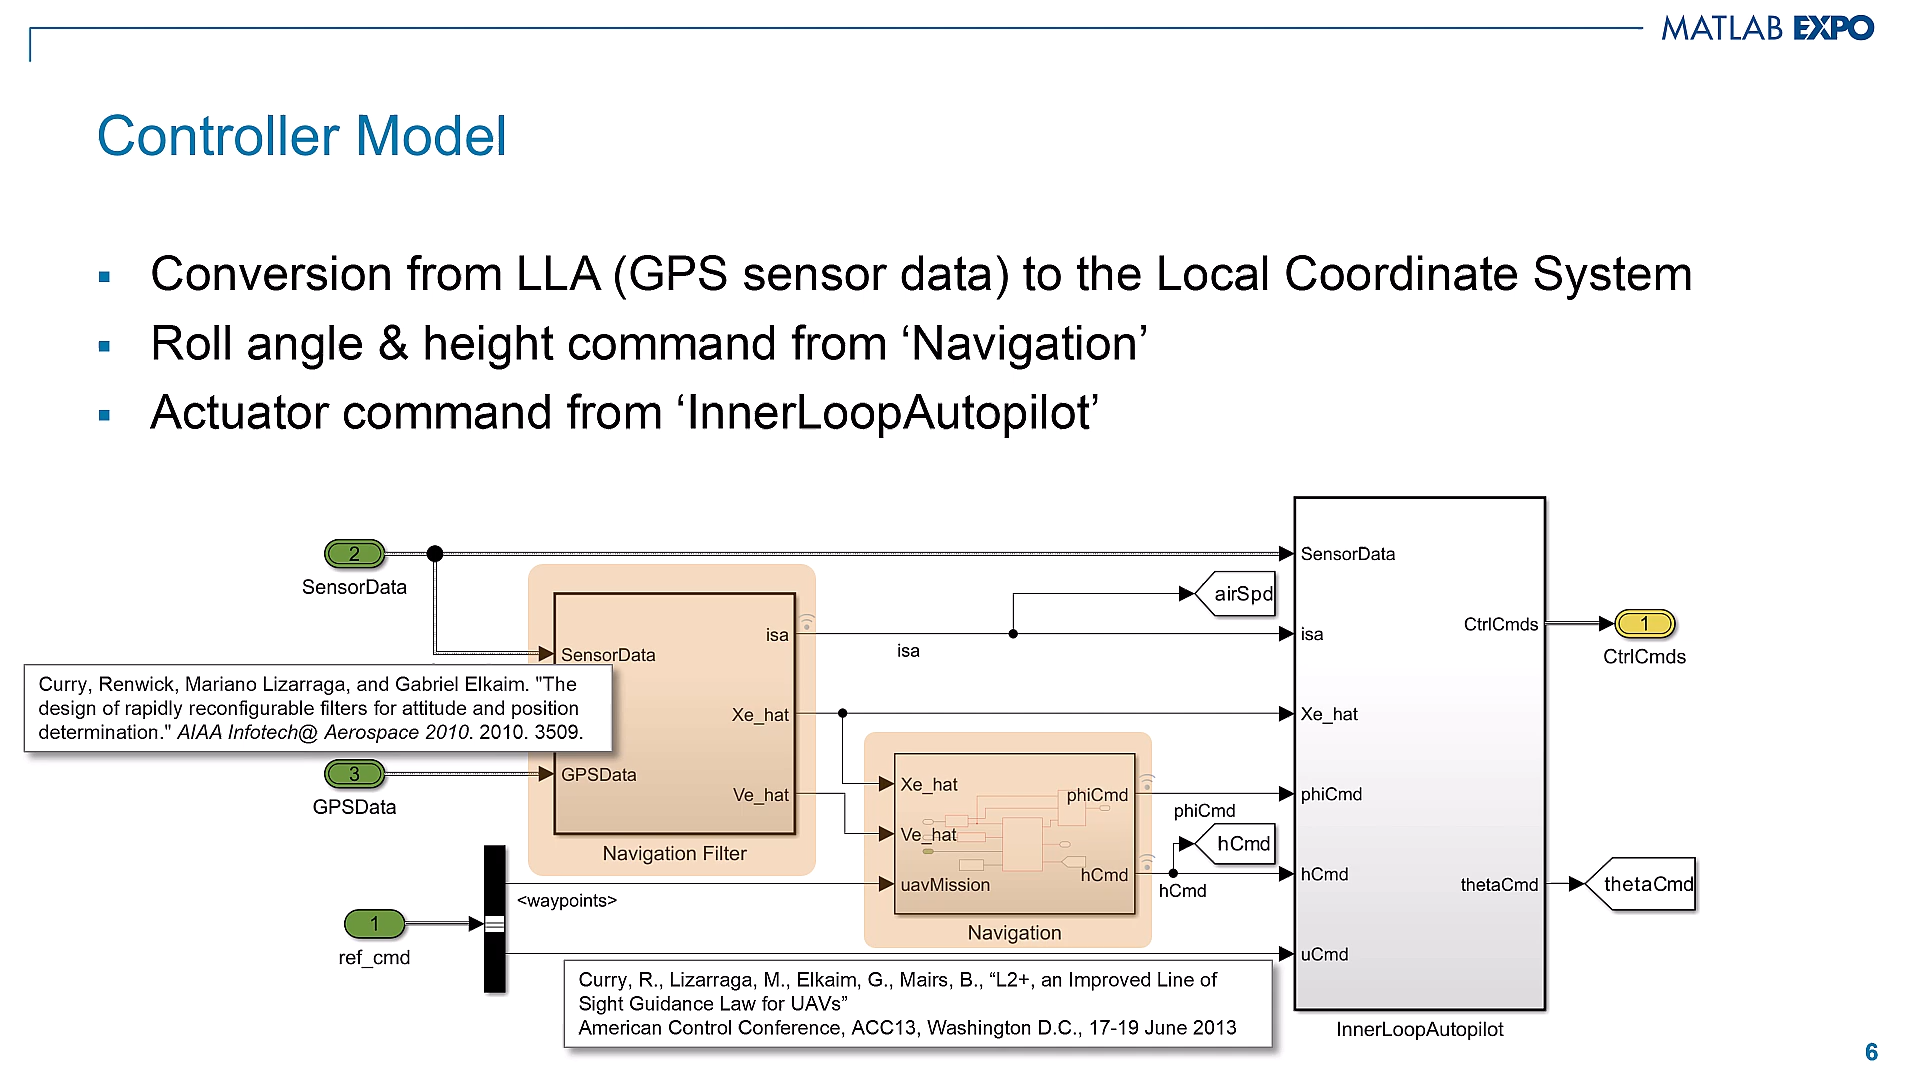 MATLAB EXPO
Controller Model
▪ Conversion from LLA (GPS sensor data) to the Local Coordinate System
▪ Roll angle & height command from ‘Navigation’
▪ Actuator command from ‘InnerLoopAutopilot’
2
SensorData
SensorData
isa
isa
airSpd
SensorData
isa
CtrlCmds
1
CtrlCmds
Curry, Renwick, Mariano Lizarraga, and Gabriel Elkaim. "The
design of rapidly reconfigurable filters for attitude and position
determination." AIAA Infotech@ Aerospace 2010. 2010. 3509.
Xe_hat
Xe_hat
3
GPSData
GPSData
Ve_hat
Navigation Filter
Xe_hat
Ve_hat
uavMission
phiCmd
hCmd
Navigation
phiCmd
hCmd
hCmd
phiCmd
hCmd
thetaCmd
thetaCmd
<waypoints>
1
ref_cmd
uCmd
InnerLoopAutopilot
Curry, R., Lizarraga, M., Elkaim, G., Mairs, B., “L2+, an Improved Line of
Sight Guidance Law for UAVs”
American Control Conference, ACC13, Washington D.C., 17-19 June 2013
6